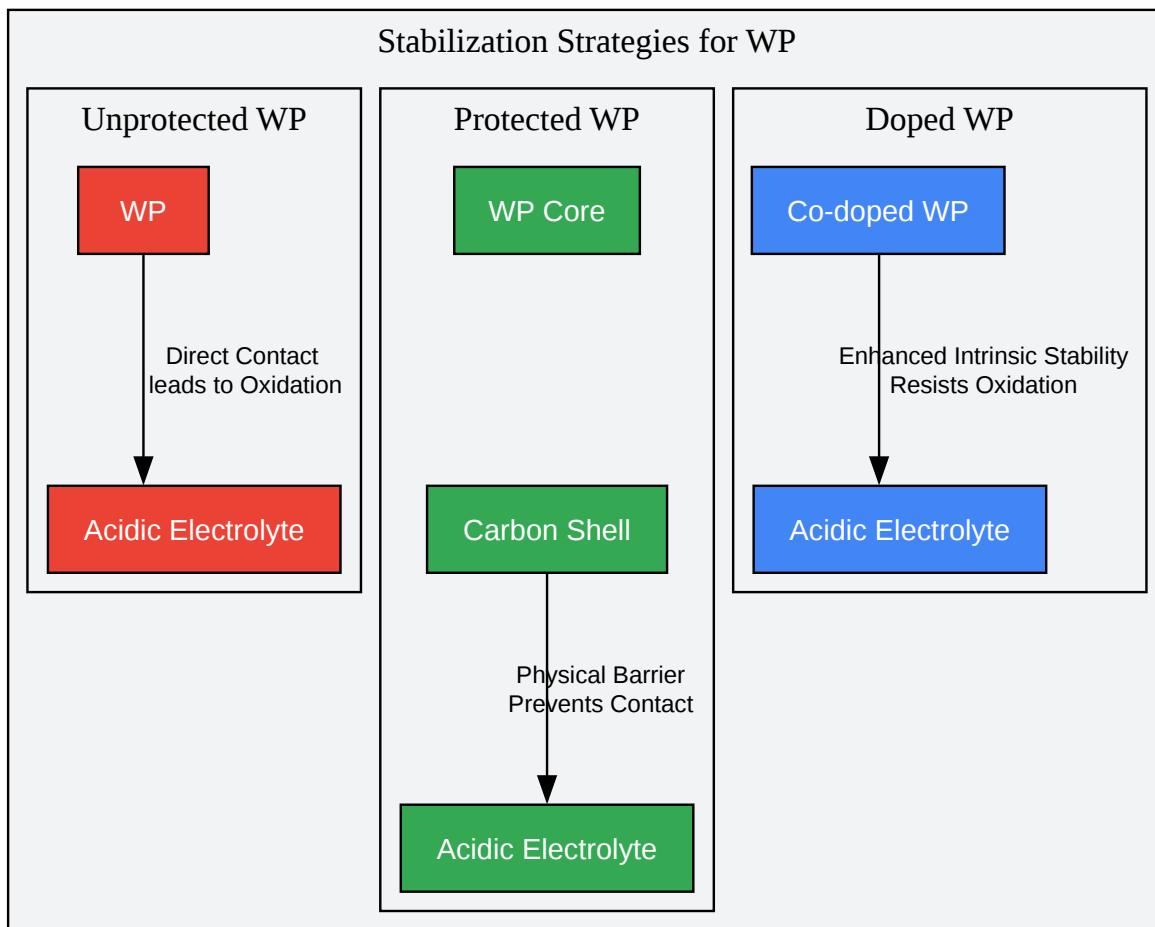 Stabilization Strategies for WP
Unprotected WP
WP
Direct Contact
leads to Oxidation
Acidic Electrolyte
Protected WP
WP Core
Carbon Shell
Physical Barrier
Prevents Contact
Acidic Electrolyte
Doped WP
Co-doped WP
Enhanced Intrinsic Stability
Resists Oxidation
Acidic Electrolyte